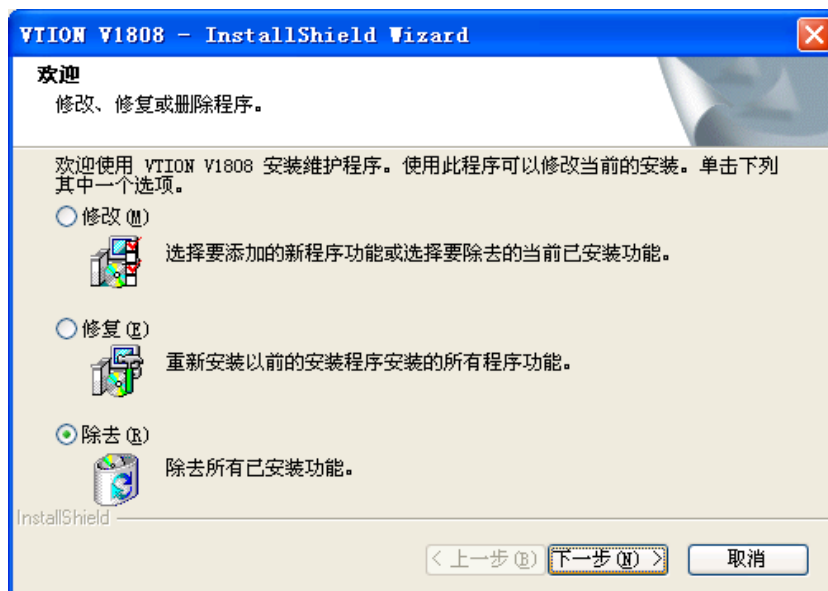 VTION V1808 - InstallShield Wizard
欢迎
修改、修复或删除程序。
欢迎使用 VTION V1808 安装维护程序。使用此程序可以修改当前的安装。单击下列
其中一个选项。
修改(M)
选择要添加的新程序功能或选择要除去的当前已安装功能。
修复(E)
重新安装以前的安装程序安装的所有程序功能。
除去(R)
除去所有已安装功能。
InstallShield
< 上一步(B) 下一步(N) > 取消